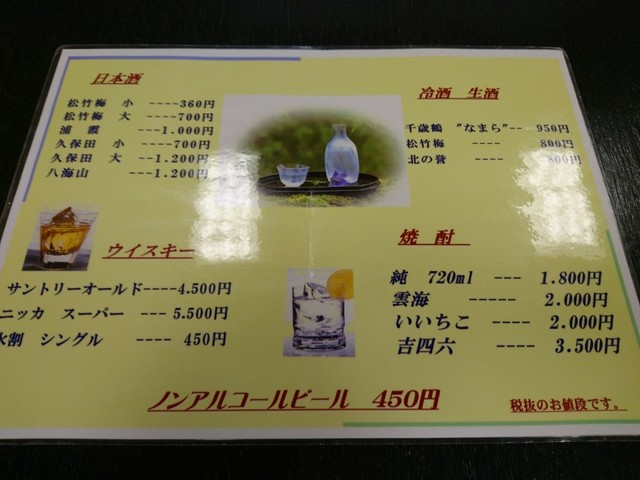 日本酒
松竹梅 小 ----360円
松竹梅 大 ----700円
浦霞 --1.000円
久保田 小 ----700円
久保田 大 --1.200円
八海山 ---1.200円
冷酒 生酒
千歳鶴 "なまら"-- 950円
松竹梅 ---- 800円
北の誉 ---- 800円
ウイスキー
サントリーオールド----4.500円
ニッカ スーパー --- 5.500円
水割 シングル ---- 450円
焼酎
純 720ml --- 1.800円
雲海 ----- 2.000円
いいちこ ---- 2.000円
吉四六 ---- 3.500円
ノンアルコールビール 450円
税抜のお値段です。